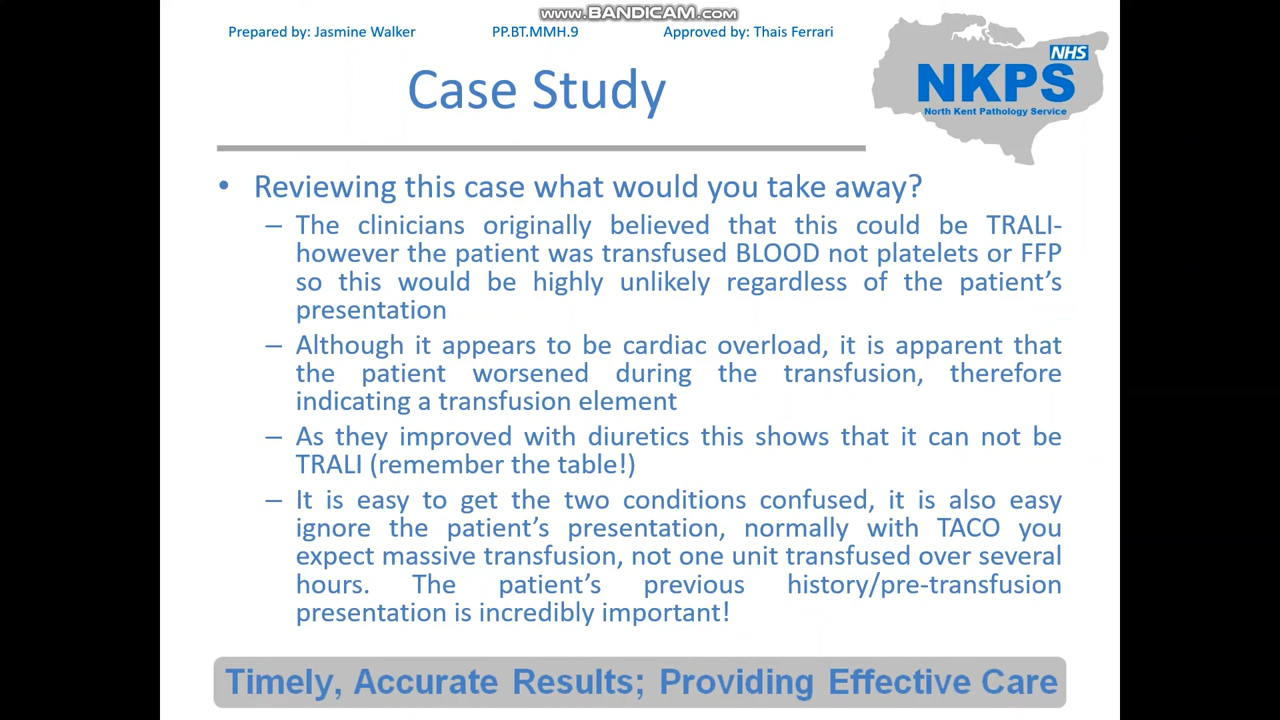 www.BANDICAM.com
Prepared by: Jasmine Walker PP.BT.MMH.9 Approved by: Thais Ferrari
NHS
NKPS
North Kent Pathology Service
Case Study
• Reviewing this case what would you take away?
– The clinicians originally believed that this could be TRALI-
however the patient was transfused BLOOD not platelets or FFP
so this would be highly unlikely regardless of the patient's
presentation
– Although it appears to be cardiac overload, it is apparent that
the patient worsened during the transfusion, therefore
indicating a transfusion element
– As they improved with diuretics this shows that it can not be
TRALI (remember the table!)
– It is easy to get the two conditions confused, it is also easy
ignore the patient's presentation, normally with TACO you
expect massive transfusion, not one unit transfused over several
hours. The patient's previous history/pre-transfusion
presentation is incredibly important!
Timely, Accurate Results; Providing Effective Care